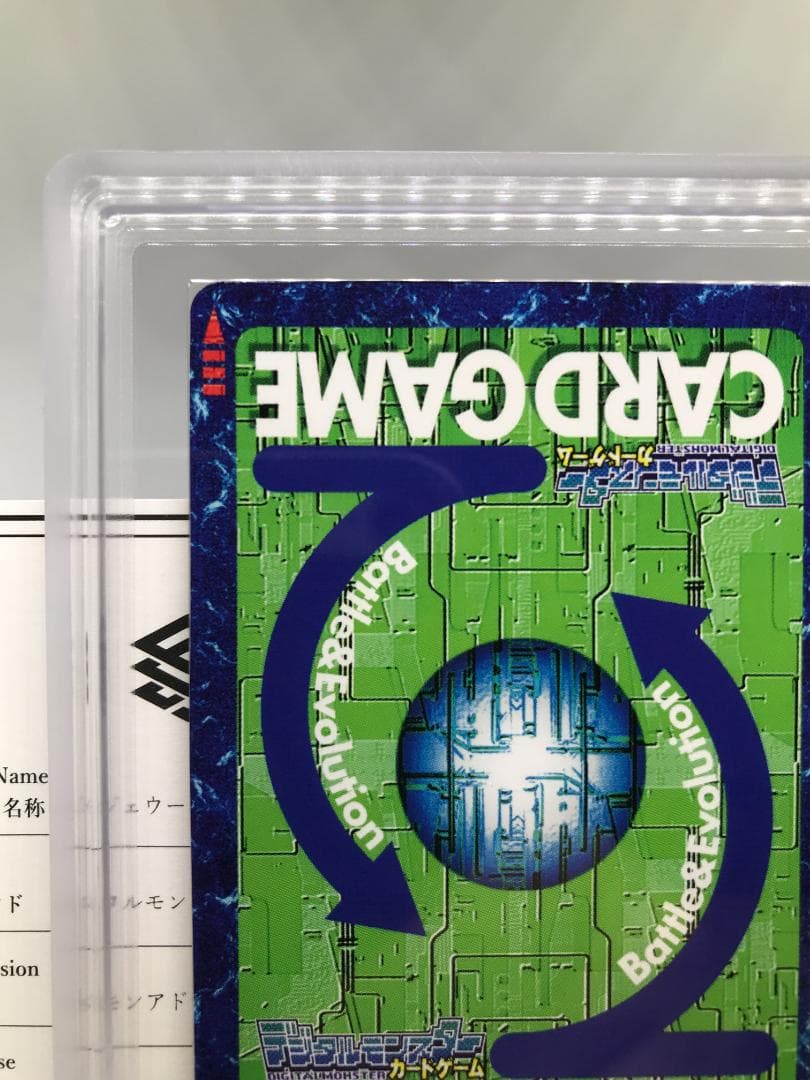 CARD GAME
デジタルモンスター
DIGITALMONSTER
カードゲーム
Battle&Evolution
Battle&Evolution
デジタルモンスター
DIGITALMONSTER
カードゲーム
Name
名称
ジェウー
ド
タルモン
sion
モンアド
se